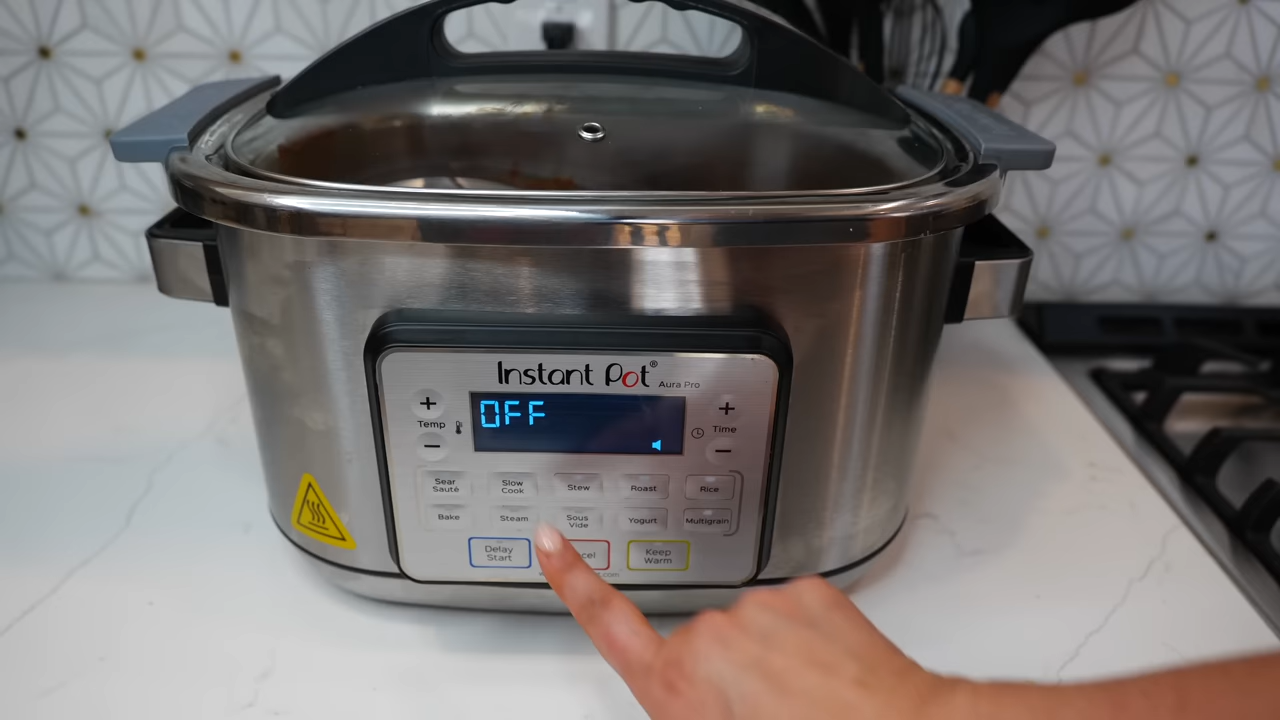 Instant Pot®
Aura Pro
OFF
+
Temp
−
+
Time
−
Sear
Sauté
Slow
Cook
Stew
Roast
Rice
Bake
Steam
Sous
Vide
Yogurt
Multigrain
Delay
Start
Keep
Warm